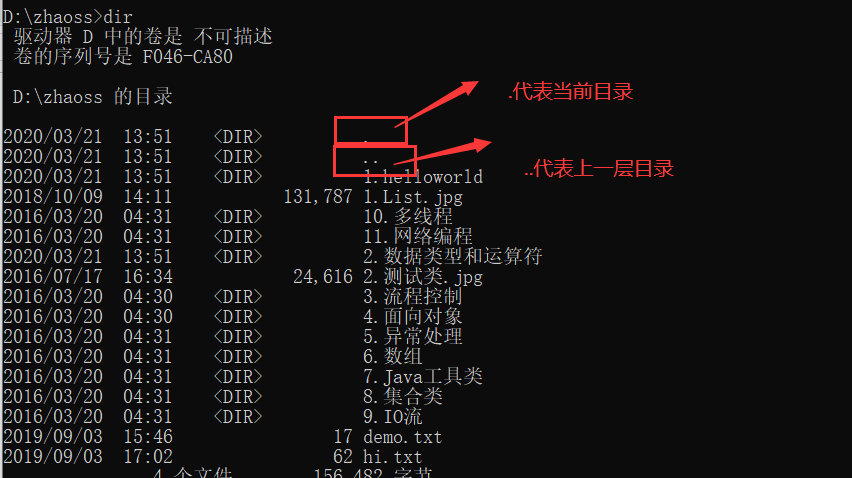 D:\zhaoss>dir
驱动器 D 中的卷是 不可描述
卷的序列号是 F046-CA80
D:\zhaoss 的目录
.代表当前目录
2020/03/21 13:51 <DIR> .
2020/03/21 13:51 <DIR> ..
..代表上一层目录
2020/03/21 13:51 <DIR> 1.helloworld
2018/10/09 14:11 131,787 1.List.jpg
2016/03/20 04:31 <DIR> 10.多线程
2016/03/20 04:31 <DIR> 11.网络编程
2020/03/21 13:51 <DIR> 2.数据类型和运算符
2016/07/17 16:34 24,616 2.测试类.jpg
2016/03/20 04:30 <DIR> 3.流程控制
2016/03/20 04:30 <DIR> 4.面向对象
2016/03/20 04:31 <DIR> 5.异常处理
2016/03/20 04:31 <DIR> 6.数组
2016/03/20 04:31 <DIR> 7.Java工具类
2016/03/20 04:31 <DIR> 8.集合类
2016/03/20 04:31 <DIR> 9.IO流
2019/09/03 15:46 17 demo.txt
2019/09/03 17:02 62 hi.txt
4 个文件 156,482 字节